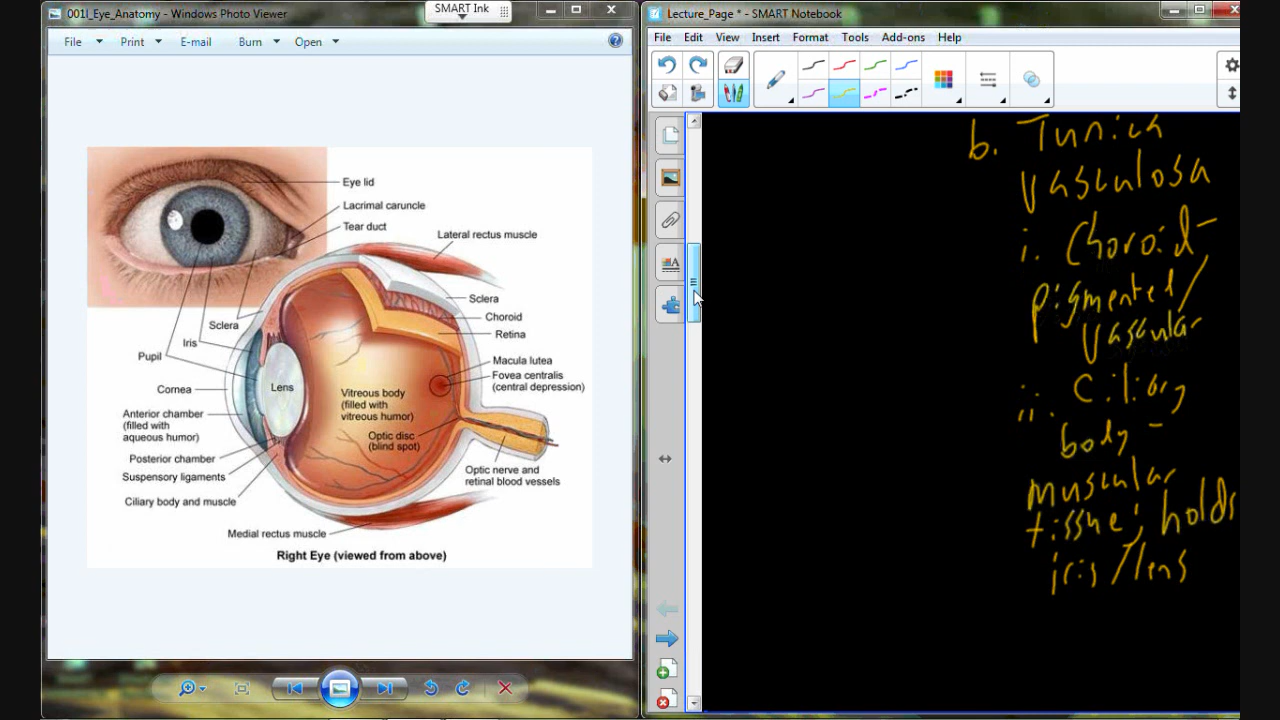 001I_Eye_Anatomy - Windows Photo Viewer
SMART Ink
File Print E-mail Burn Open
Eye lid
Lacrimal caruncle
Tear duct
Lateral rectus muscle
Sclera
Choroid
Retina
Macula lutea
Fovea centralis
(central depression)
Sclera
Iris
Pupil
Cornea
Lens
Anterior chamber
(filled with
aqueous humor)
Posterior chamber
Suspensory ligaments
Ciliary body and muscle
Vitreous body
(filled with
vitreous humor)
Optic disc
(blind spot)
Optic nerve and
retinal blood vessels
Medial rectus muscle
Right Eye (viewed from above)
Lecture_Page * - SMART Notebook
File Edit View Insert Format Tools Add-ons Help
b. Tunica
Vasculosa
i. Choroid -
pigmented /
Vascular
ii. Ciliary
body -
muscular
tissue; holds
iris/lens